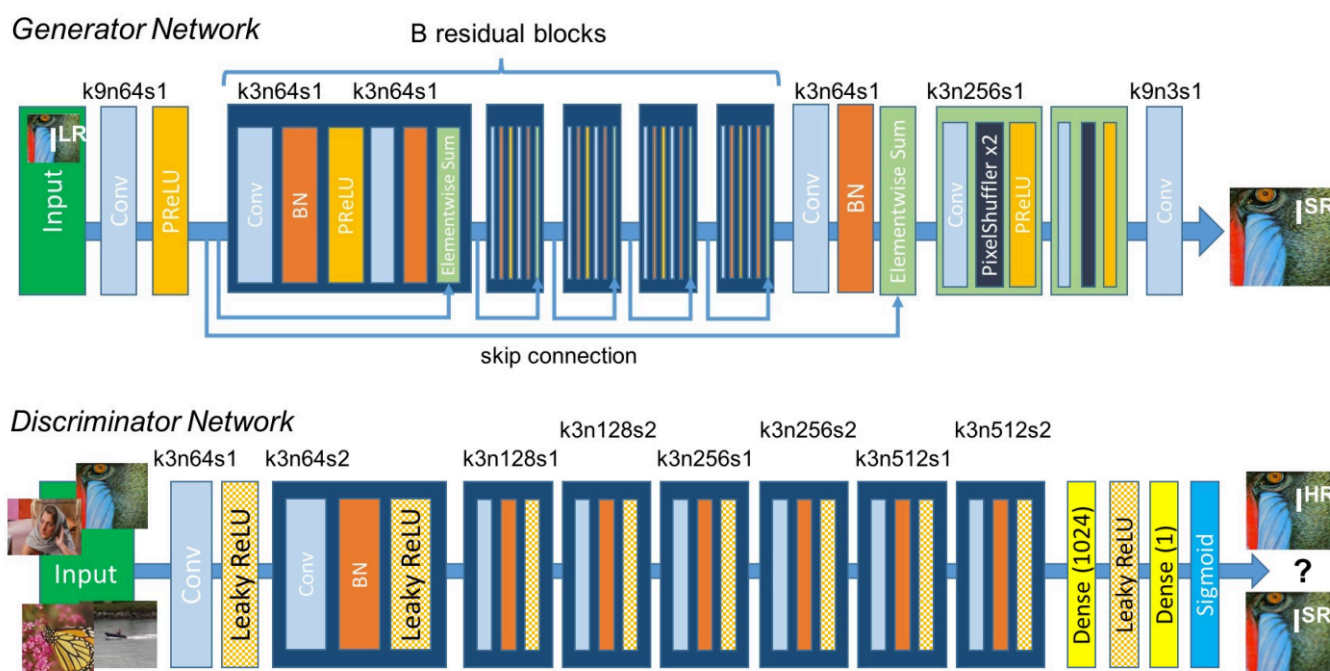 Generator Network
B residual blocks
k9n64s1
k3n64s1
k3n64s1
k3n64s1
k3n256s1
k9n3s1
I^LR
Input
Conv
PReLU
Conv
BN
PReLU
Elementwise Sum
Conv
BN
Elementwise Sum
Conv
PixelShuffler x2
PReLU
Conv
I^SR
skip connection
Discriminator Network
k3n128s2
k3n256s2
k3n512s2
k3n64s1
k3n64s2
k3n128s1
k3n256s1
k3n512s1
Input
Conv
Leaky ReLU
Conv
BN
Leaky ReLU
Dense (1024)
Leaky ReLU
Dense (1)
Sigmoid
I^HR
?
I^SR